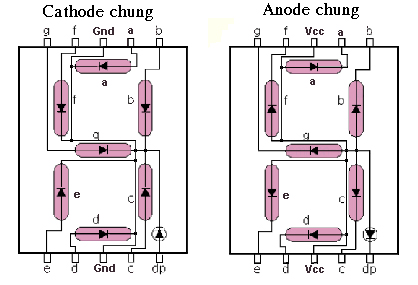 Cathode chung Anode chung
g f Gnd a b g f Vcc a b
a a
f b f b
g g
e c e c
d d
e d Gnd c dp e d Vcc c dp